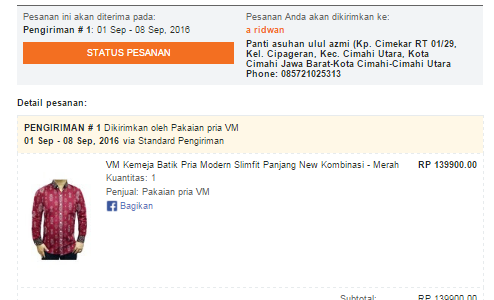 Pesanan ini akan diterima pada:
Pengiriman # 1: 01 Sep - 08 Sep, 2016
STATUS PESANAN
Pesanan Anda akan dikirimkan ke:
a ridwan
Panti asuhan ulul azmi (Kp. Cimekar RT 01/29,
Kel. Cipageran, Kec. Cimahi Utara, Kota
Cimahi Jawa Barat-Kota Cimahi-Cimahi Utara
Phone: 085721025313
Detail pesanan:
PENGIRIMAN # 1 Dikirimkan oleh Pakaian pria VM
01 Sep - 08 Sep, 2016 via Standard Pengiriman
VM Kemeja Batik Pria Modern Slimfit Panjang New Kombinasi - Merah RP 139900.00
Kuantitas: 1
Penjual: Pakaian pria VM
Bagikan
Subtotal: RP 139900.00